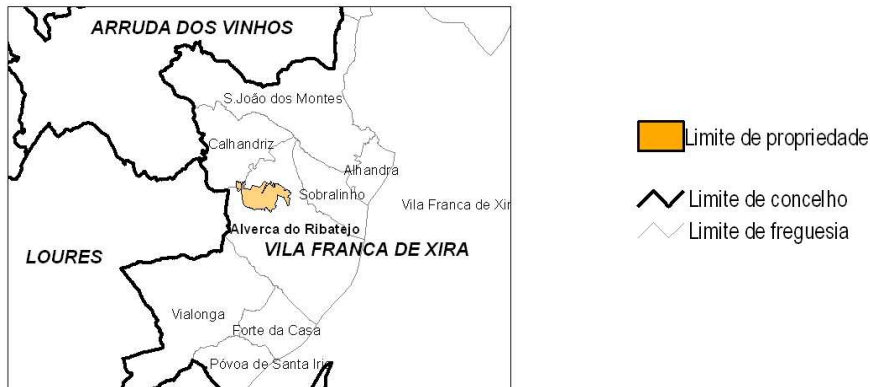 ARRUDA DOS VINHOS
S.João dos Montes
Calhandriz
Alhandra
Sobralinho
Vila Franca de Xir
Alverca do Ribatejo
VILA FRANCA DE XIRA
LOURES
Vialonga
Forte da Casa
Póvoa de Santa Iria
Limite de propriedade
Limite de concelho
Limite de freguesia